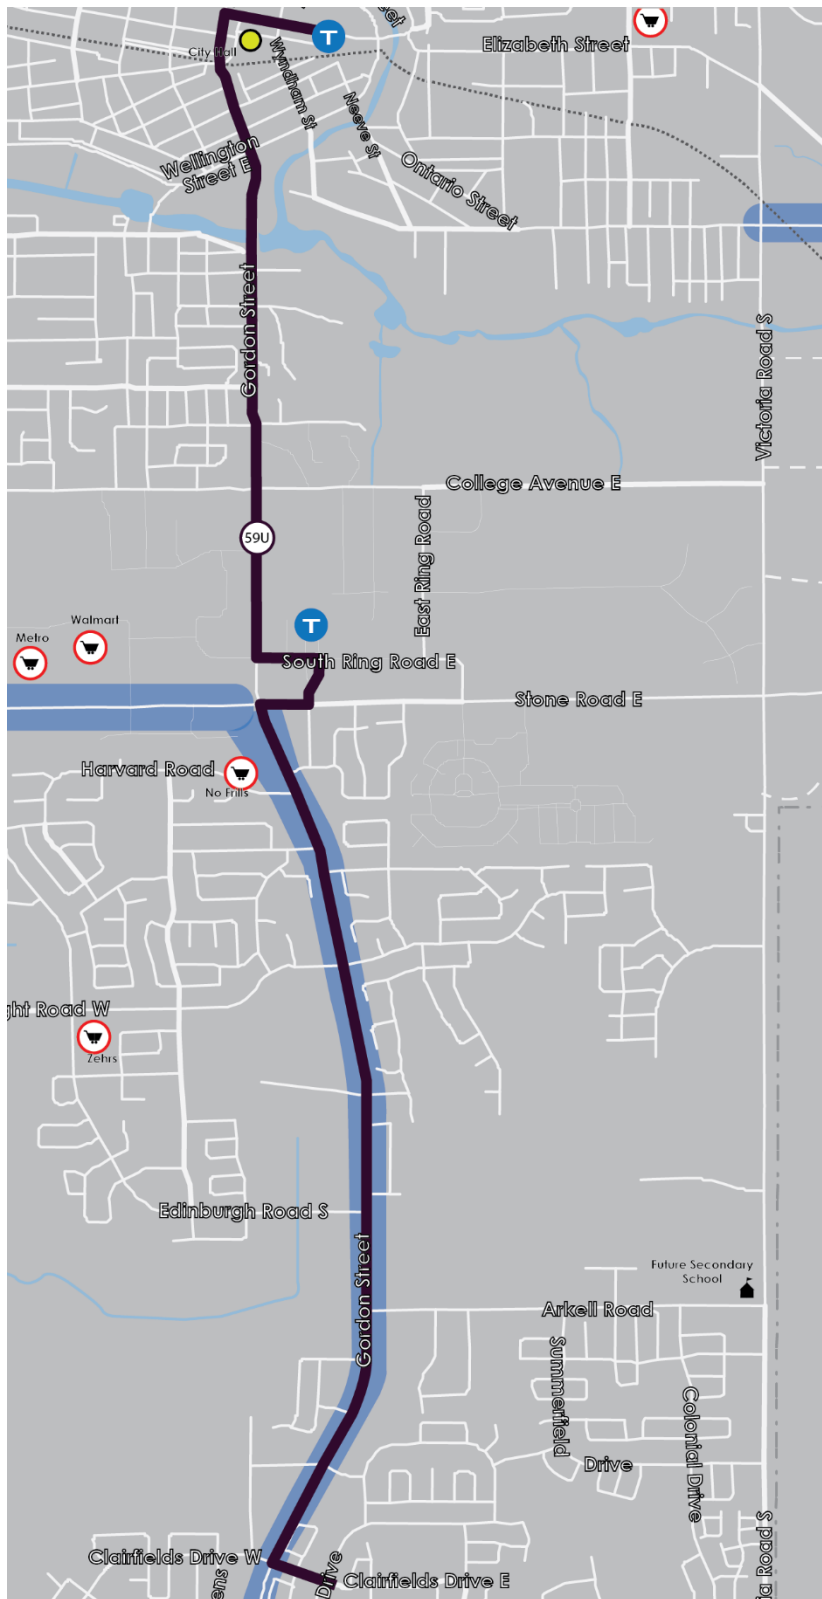 Elizabeth Street
City Hall
T
Wyndham St
Neeve St
Wellington
Street E
Ontario Street
Gordon Street
Victoria Road S
College Avenue E
East Ring Road
59U
Walmart
Metro
T
South Ring Road E
Stone Road E
Harvard Road
No Frills
ght Road W
Zehrs
Edinburgh Road S
Gordon Street
Future Secondary
School
Arkell Road
Summerfield
Drive
Colonial Drive
Clairfields Drive W
Clairfields Drive E
Drive
ens
ia Road S